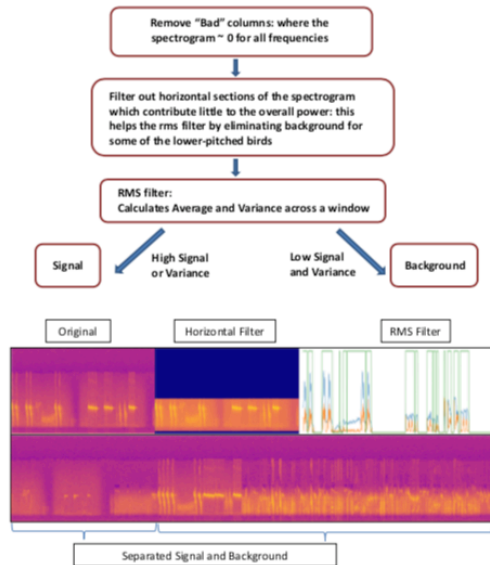 Remove “Bad” columns: where the
spectrogram ~ 0 for all frequencies
Filter out horizontal sections of the spectrogram
which contribute little to the overall power: this
helps the rms filter by eliminating background for
some of the lower-pitched birds
RMS filter:
Calculates Average and Variance across a window
Signal
High Signal
or Variance
Low Signal
and Variance
Background
Original
Horizontal Filter
RMS Filter
Separated Signal and Background